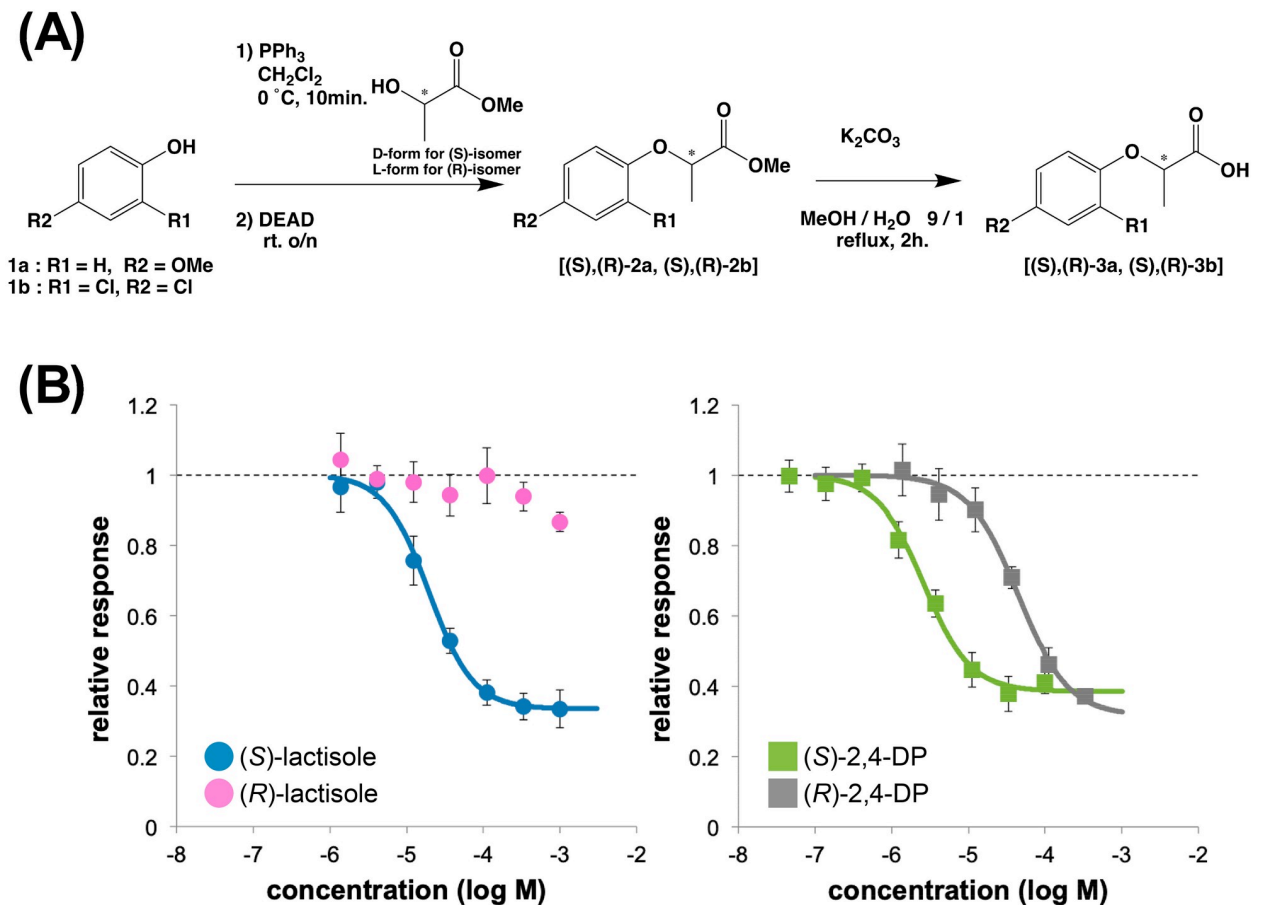 (A)
1) PPh3
CH2Cl2
0 °C, 10min.
HO
*
O
OMe
D-form for (S)-isomer
L-form for (R)-isomer
2) DEAD
rt. o/n
OH
R2
R1
1a : R1 = H, R2 = OMe
1b : R1 = Cl, R2 = Cl
O
*
O
OMe
R2
R1
[(S),(R)-2a, (S),(R)-2b]
K2CO3
MeOH / H2O 9 / 1
reflux, 2h.
O
*
O
OH
R2
R1
[(S),(R)-3a, (S),(R)-3b]
(B)
relative response
1.2
1
0.8
0.6
0.4
0.2
0
(S)-lactisole
(R)-lactisole
-8 -7 -6 -5 -4 -3 -2
concentration (log M)
relative response
1.2
1
0.8
0.6
0.4
0.2
0
(S)-2,4-DP
(R)-2,4-DP
-8 -7 -6 -5 -4 -3 -2
concentration (log M)